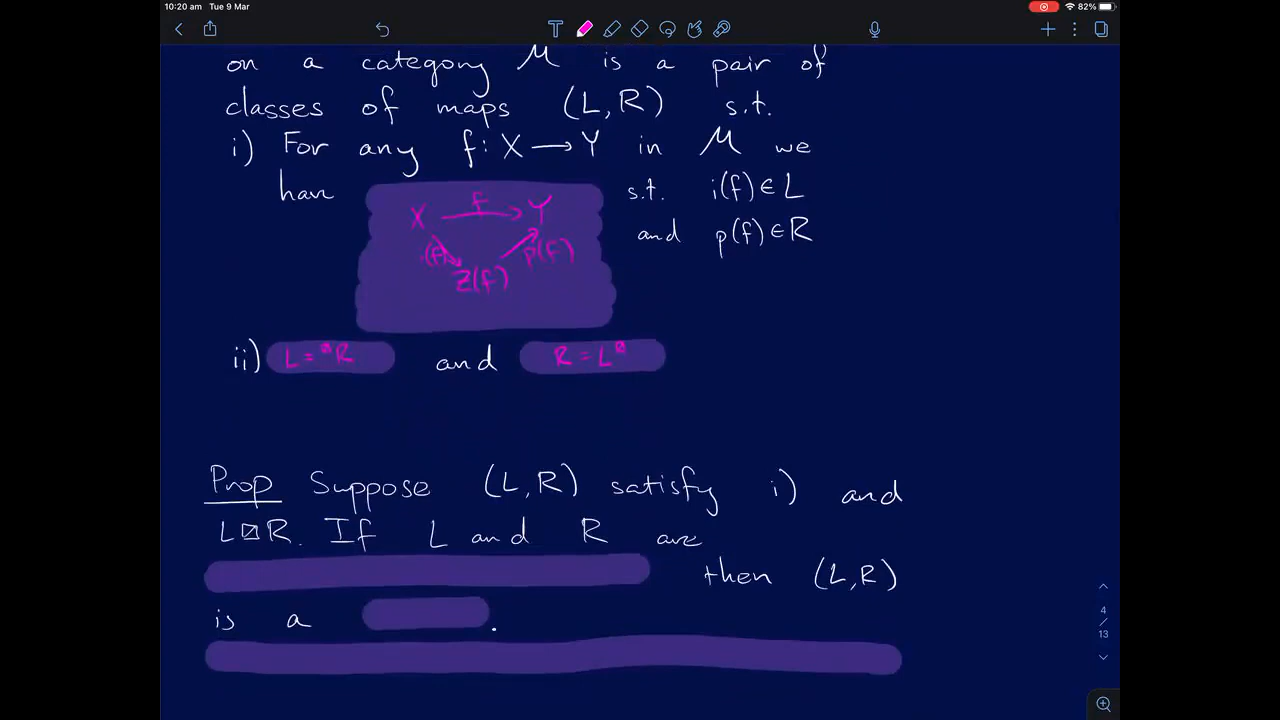 10:20 am Tue 9 Mar
82%
on a category M is a pair of
classes of maps (L,R) s.t.
i) For any f: X → Y in M we
have
X f Y
i(f) p(f)
Z(f)
s.t. i(f) ∈ L
and p(f) ∈ R
ii) L = ⧄R and R = L⧄
Prop Suppose (L,R) satisfy i) and
L⧄R. If L and R are
then (L,R)
is a .
4
/
13